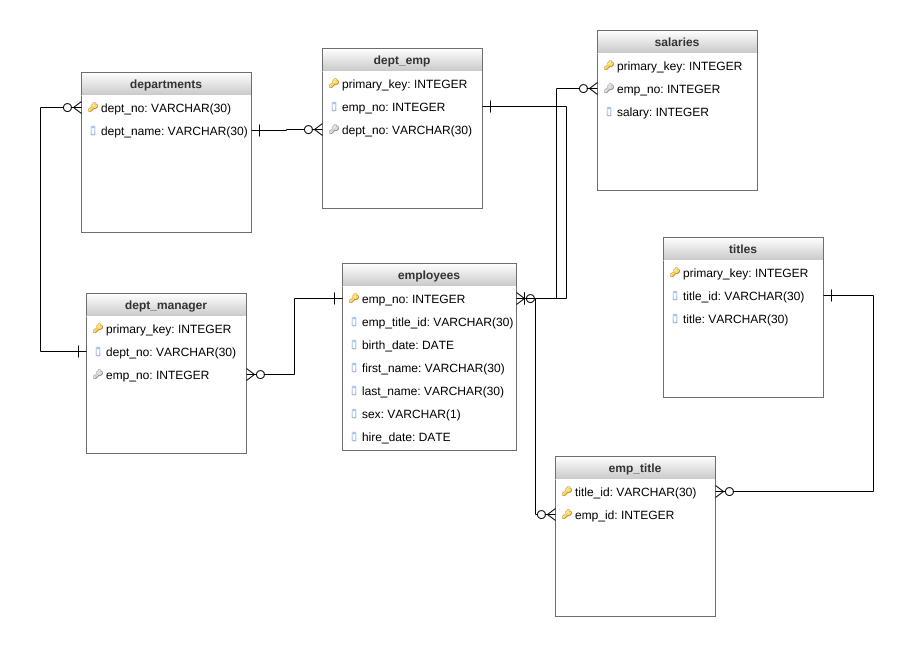 departments
dept_no: VARCHAR(30)
dept_name: VARCHAR(30)
dept_emp
primary_key: INTEGER
emp_no: INTEGER
dept_no: VARCHAR(30)
salaries
primary_key: INTEGER
emp_no: INTEGER
salary: INTEGER
dept_manager
primary_key: INTEGER
dept_no: VARCHAR(30)
emp_no: INTEGER
employees
emp_no: INTEGER
emp_title_id: VARCHAR(30)
birth_date: DATE
first_name: VARCHAR(30)
last_name: VARCHAR(30)
sex: VARCHAR(1)
hire_date: DATE
titles
primary_key: INTEGER
title_id: VARCHAR(30)
title: VARCHAR(30)
emp_title
title_id: VARCHAR(30)
emp_id: INTEGER